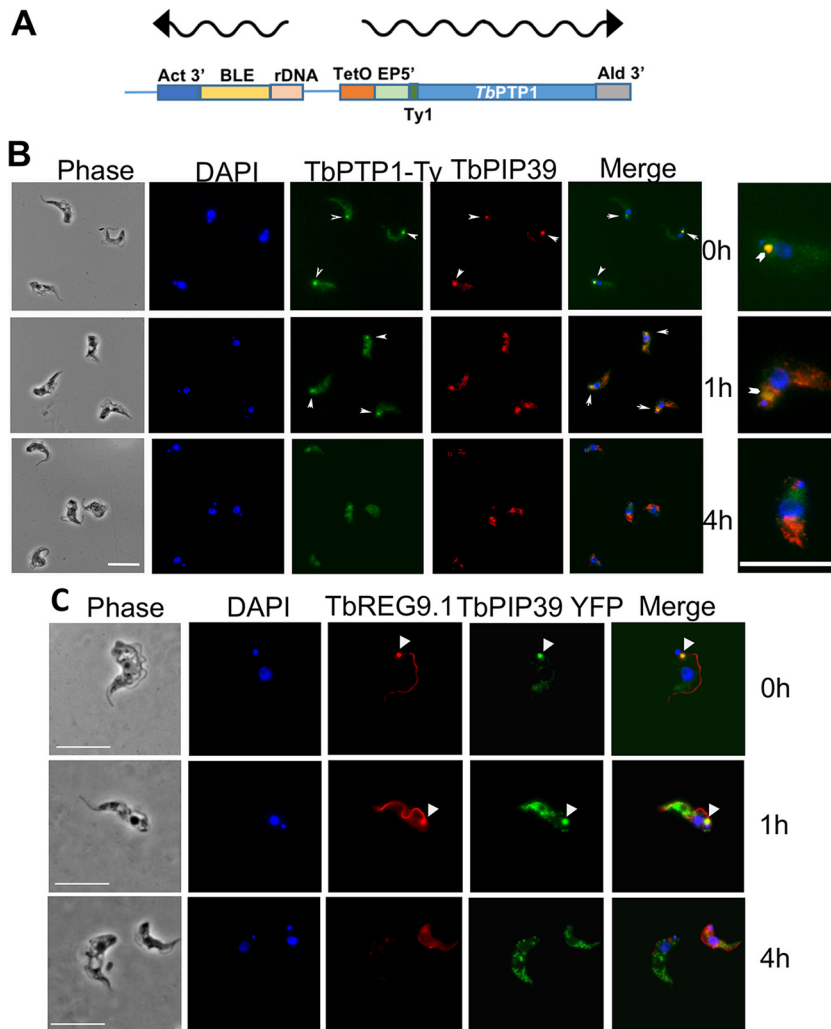 A
Act 3’ BLE rDNA TetO EP5’ TbPTP1 Ald 3’
Ty1
B
Phase DAPI TbPTP1-Ty TbPIP39 Merge
0h
1h
4h
C
Phase DAPI TbREG9.1 TbPIP39 YFP Merge
0h
1h
4h